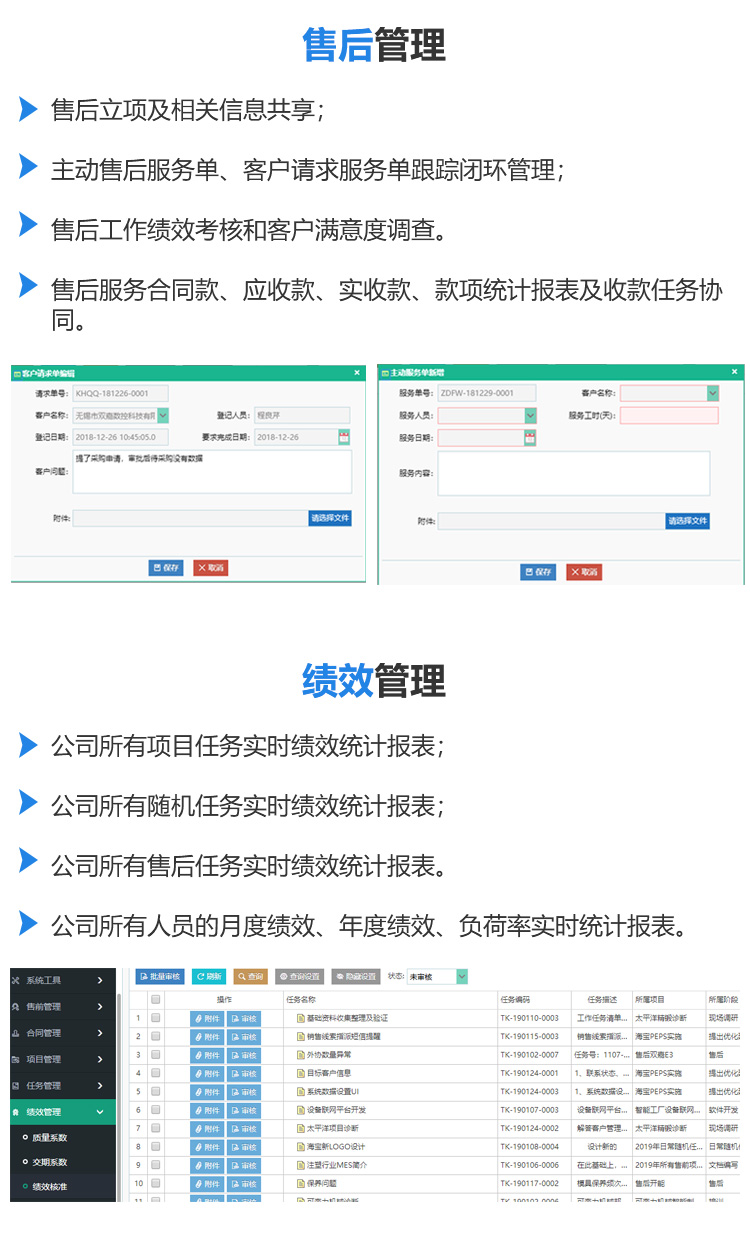 售后管理
售后立项及相关信息共享；
主动售后服务单、客户请求服务单跟踪闭环管理；
售后工作绩效考核和客户满意度调查。
售后服务合同款、应收款、实收款、款项统计报表及收款任务协
同。
客户请求单编辑
请求单号: KHQQ-181226-0001
客户名称: 无锡市双嘉数控科技有限 登记人员:
登记日期: 2018-12-26 10:45:05.0 要求完成日期: 2018-12-26
客户问题: 提了采购申请，审批后待采购没有数据
附件: 请选择文件
保存 取消
主动服务单新增
服务单号: ZDFW-181229-0001 客户名称:
服务人员: 服务工时(天):
服务日期:
服务内容:
附件: 请选择文件
保存 取消
绩效管理
公司所有项目任务实时绩效统计报表；
公司所有随机任务实时绩效统计报表；
公司所有售后任务实时绩效统计报表。
公司所有人员的月度绩效、年度绩效、负荷率实时统计报表。
系统工具
售前管理
合同管理
项目管理
任务管理
绩效管理
质量系数
交期系数
绩效核准
批量审核 刷新 查询 查询设置 隐藏设置 状态: 未审核
操作 任务名称 任务编码 任务描述 所属项目 所属阶段
1 附件 审核 基础资料收集整理及验证 TK-190110-0003 工作任务清单... 太平洋精锻诊断 现场调研
2 附件 审核 销售线索指派短信提醒 TK-190115-0003 销售线索指派... 海宝PEPS实施 提出优化
3 附件 审核 外协数量异常 TK-190102-0007 任务号：1107-... 售后双嘉E3 售后
4 附件 审核 目标客户信息 TK-190124-0001 1、联系状态、... 海宝PEPS实施 提出优化
5 附件 审核 系统数据设置UI TK-190124-0003 1、系统数据设... 海宝PEPS实施 提出优化
6 附件 审核 设备联网平台开发 TK-190107-0003 设备联网平台... 智能工厂设备联网... 软件开发
7 附件 审核 太平洋项目诊断 TK-190124-0002 解答客户管理... 太平洋精锻诊断 现场调研
8 附件 审核 海宝新LOGO设计 TK-190108-0004 设计新的 2019年日常随机任... 日常随机
9 附件 审核 注塑行业MES简介 TK-190106-0006 在此基础上，... 2019年所有售前项... 文档编写
10 附件 审核 保养问题 TK-190117-0002 模具保养频次... 售后开能 售后
11 附件 审核